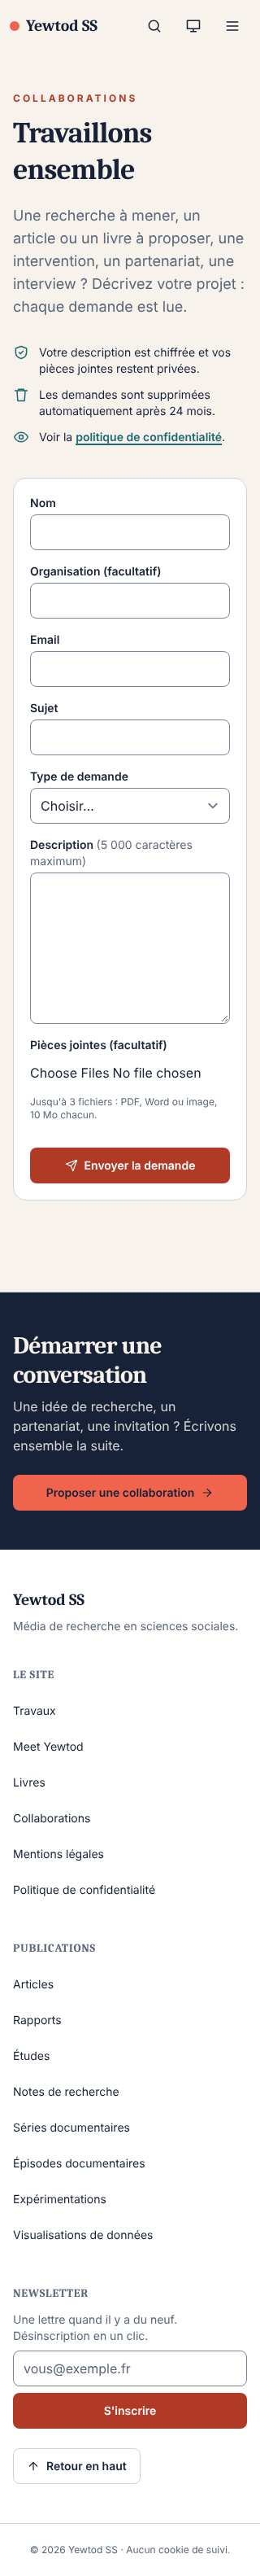 Yewtod SS
COLLABORATIONS
Travaillons
ensemble
Une recherche à mener, un
article ou un livre à proposer, une
intervention, un partenariat, une
interview ? Décrivez votre projet :
chaque demande est lue.
Votre description est chiffrée et vos
pièces jointes restent privées.
Les demandes sont supprimées
automatiquement après 24 mois.
Voir la politique de confidentialité.
Nom
Organisation (facultatif)
Email
Sujet
Type de demande
Choisir...
Description (5 000 caractères
maximum)
Pièces jointes (facultatif)
Choose Files No file chosen
Jusqu'à 3 fichiers : PDF, Word ou image,
10 Mo chacun.
Envoyer la demande
Démarrer une
conversation
Une idée de recherche, un
partenariat, une invitation ? Écrivons
ensemble la suite.
Proposer une collaboration
Yewtod SS
Média de recherche en sciences sociales.
LE SITE
Travaux
Meet Yewtod
Livres
Collaborations
Mentions légales
Politique de confidentialité
PUBLICATIONS
Articles
Rapports
Études
Notes de recherche
Séries documentaires
Épisodes documentaires
Expérimentations
Visualisations de données
NEWSLETTER
Une lettre quand il y a du neuf.
Désinscription en un clic.
vous@exemple.fr
S'inscrire
Retour en haut
© 2026 Yewtod SS · Aucun cookie de suivi.